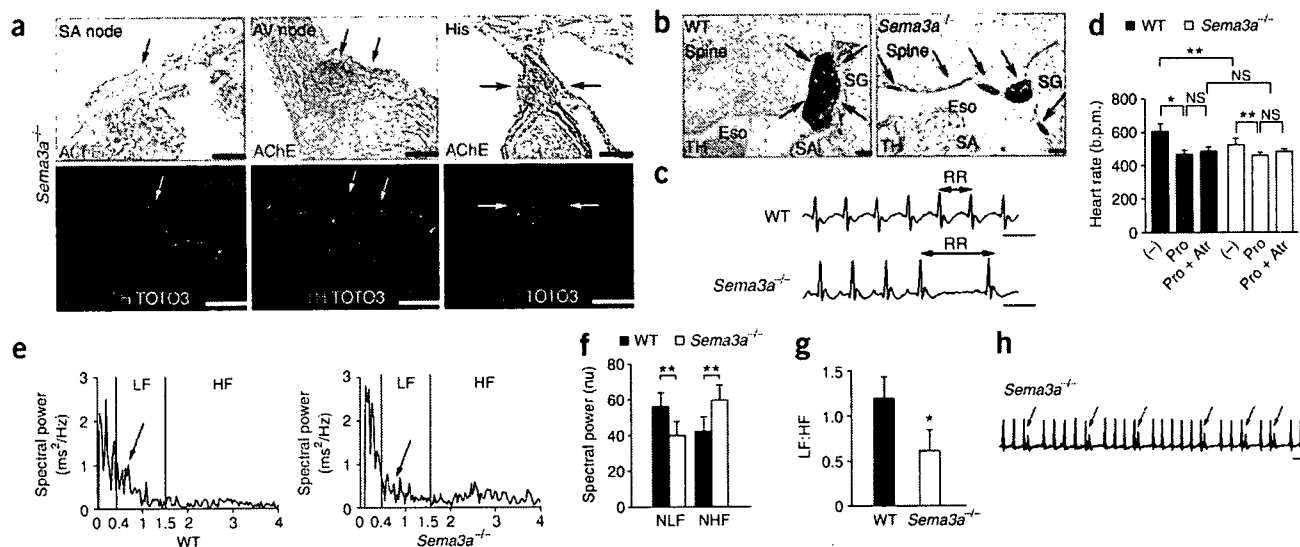 a
SA node
AV node
His
AChE
AChE
Sema3a⁻/⁻
TOTO3
TOTO3
TOTO3
b
WT
Spine
SG
Eso
TH
SA
Sema3a⁻/⁻
Spine
SG
Eso
TH
SA
c
WT
RR
Sema3a⁻/⁻
RR
d
WT
Sema3a⁻/⁻
**
NS
*
NS
**
NS
Heart rate (b.p.m.)
800
600
400
200
0
(–)
Pro
Pro + Atr
(–)
Pro
Pro + Atr
e
Spectral power
(ms²/Hz)
3
2
1
0
LF
HF
0
0.4
1
1.5
2
3
4
WT
Spectral power
(ms²/Hz)
3
2
1
0
LF
HF
0
0.4
1
1.5
2
3
4
Sema3a⁻/⁻
f
WT
Sema3a⁻/⁻
**
**
Spectral power (nu)
80
60
40
20
0
NLF
NHF
g
LF:HF
1.5
1.0
0.5
0
*
WT
Sema3a⁻/⁻
h
Sema3a⁻/⁻